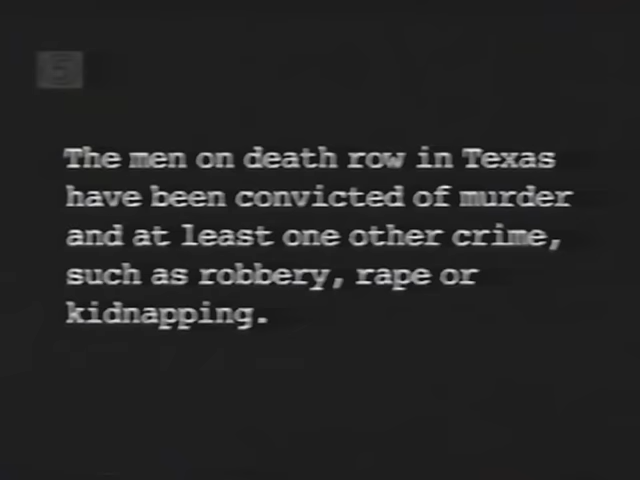 5
The men on death row in Texas
have been convicted of murder
and at least one other crime,
such as robbery, rape or
kidnapping.